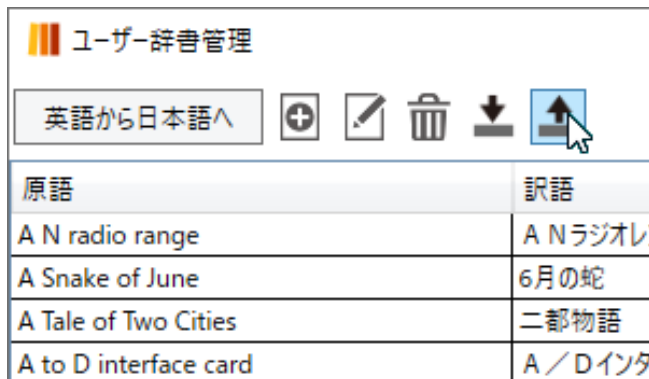 ユーザー辞書管理
英語から日本語へ
原語 訳語
A N radio range A Nラジオレ
A Snake of June 6月の蛇
A Tale of Two Cities 二都物語
A to D interface card A/Dインタ